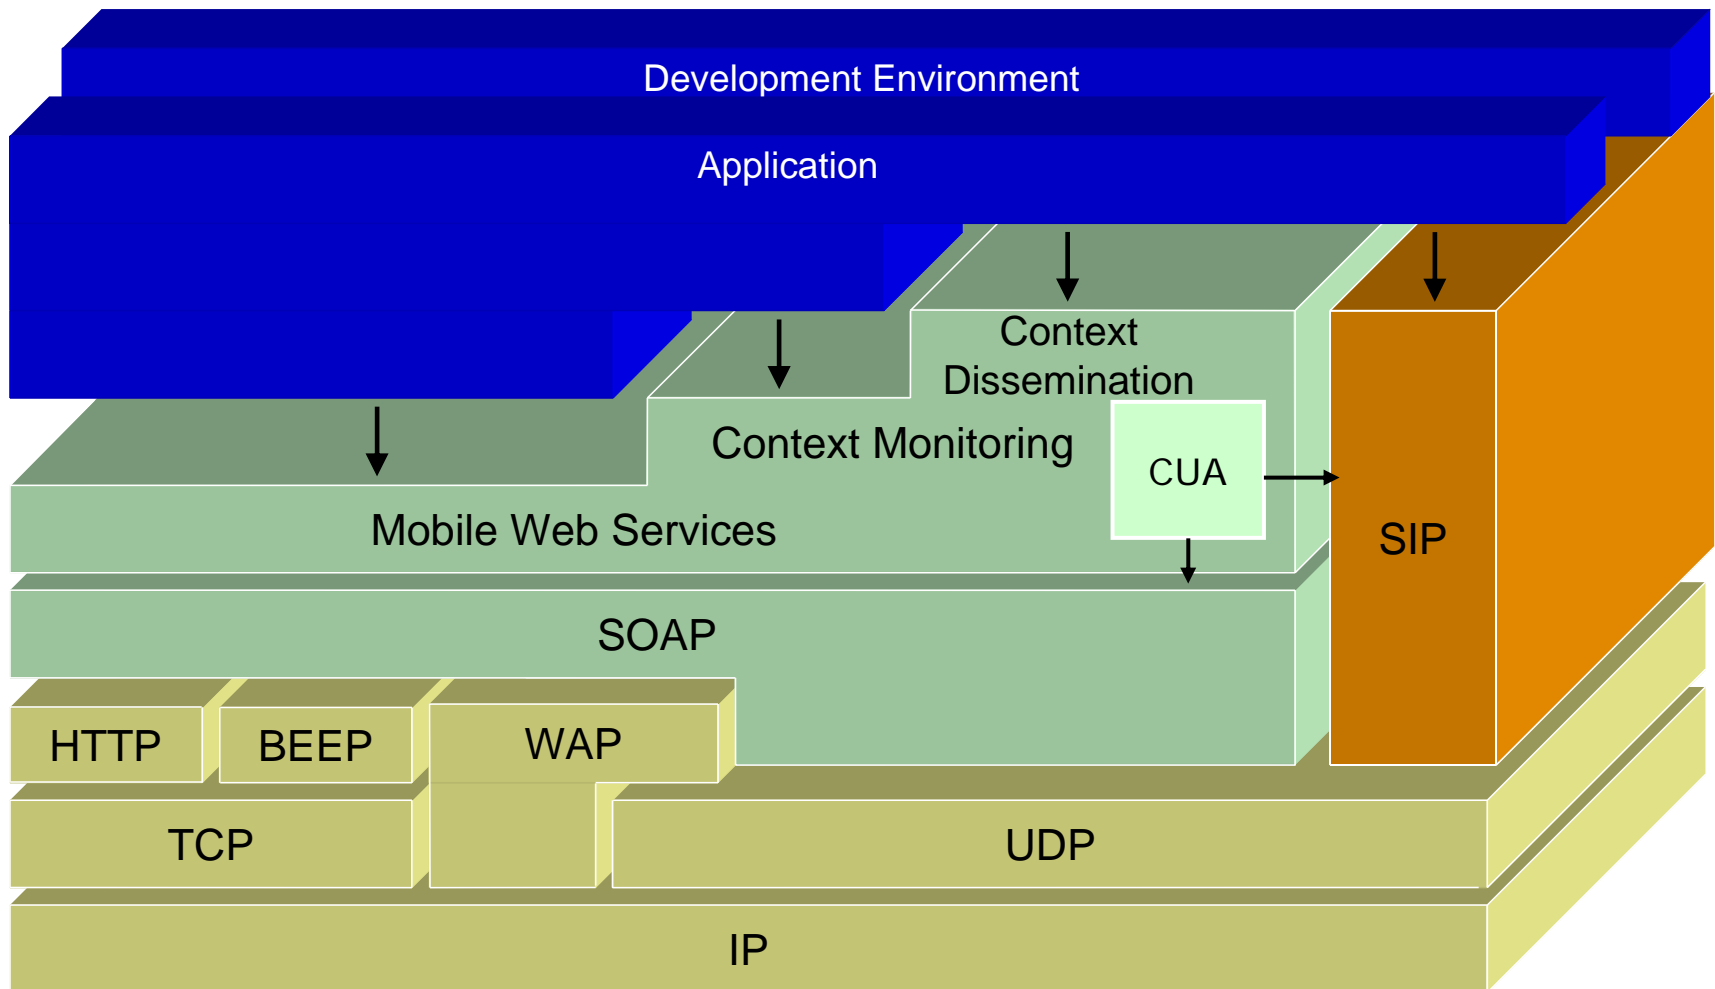 Development Environment
Application
Context
Dissemination
Context Monitoring
CUA
Mobile Web Services
SIP
SOAP
HTTP
BEEP
WAP
TCP
UDP
IP